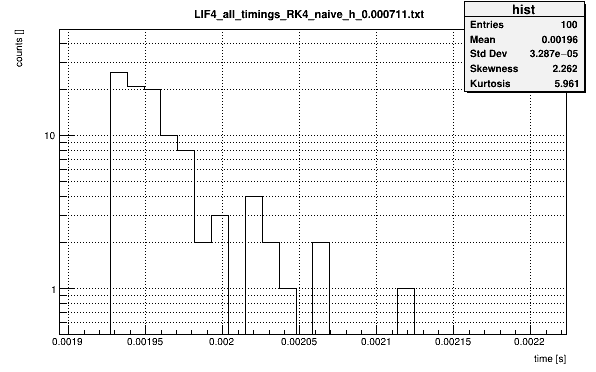 LIF4_all_timings_RK4_naive_h_0.000711.txt
hist
Entries 100
Mean 0.00196
Std Dev 3.287e−05
Skewness 2.262
Kurtosis 5.961
counts []
10
1
0.0019 0.00195 0.002 0.00205 0.0021 0.00215 0.0022
time [s]